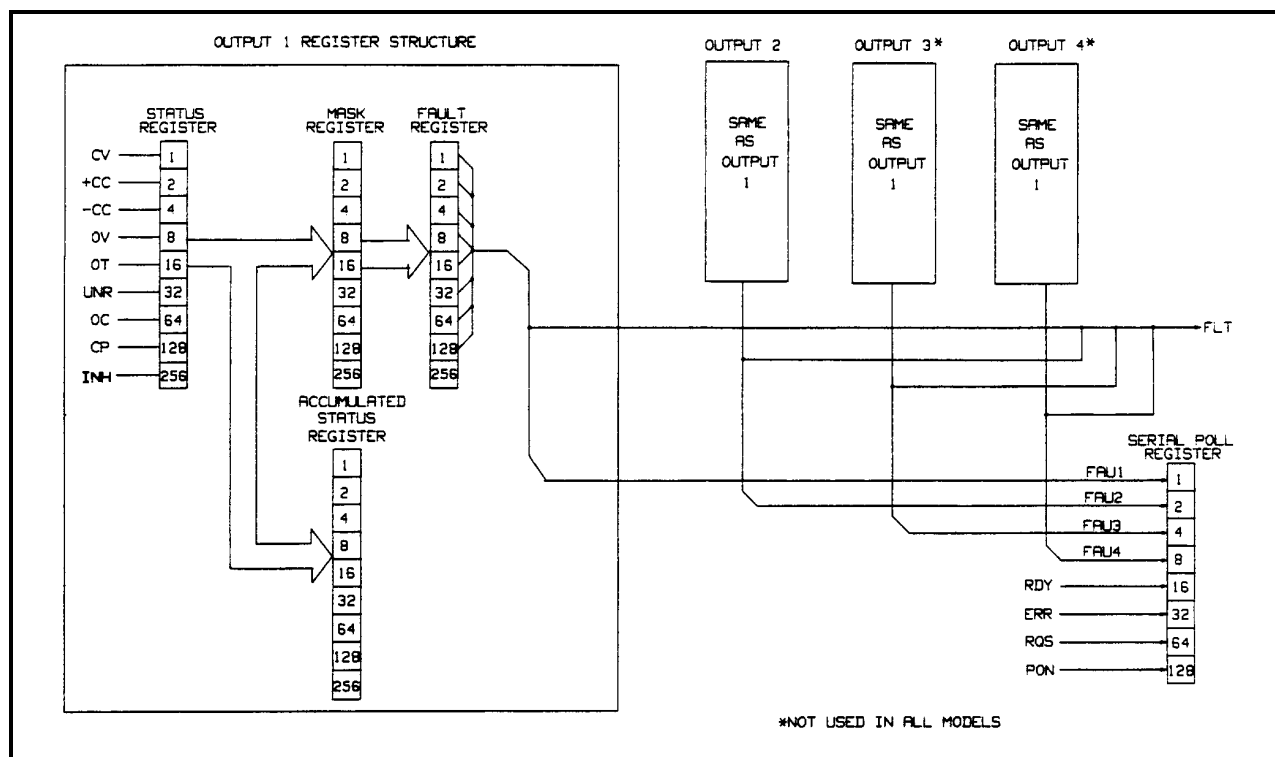 OUTPUT 1 REGISTER STRUCTURE
OUTPUT 2
OUTPUT 3*
OUTPUT 4*
STATUS
REGISTER
MASK
REGISTER
FAULT
REGISTER
CV
+CC
-CC
OV
OT
UNR
OC
CP
INH
1
2
4
8
16
32
64
128
256
1
2
4
8
16
32
64
128
256
1
2
4
8
16
32
64
128
256
ACCUMULATED
STATUS
REGISTER
1
2
4
8
16
32
64
128
256
SAME
AS
OUTPUT
1
SAME
AS
OUTPUT
1
SAME
AS
OUTPUT
1
FLT
SERIAL POLL
REGISTER
FAU1
FAU2
FAU3
FAU4
RDY
ERR
RQS
PON
1
2
4
8
16
32
64
128
*NOT USED IN ALL MODELS